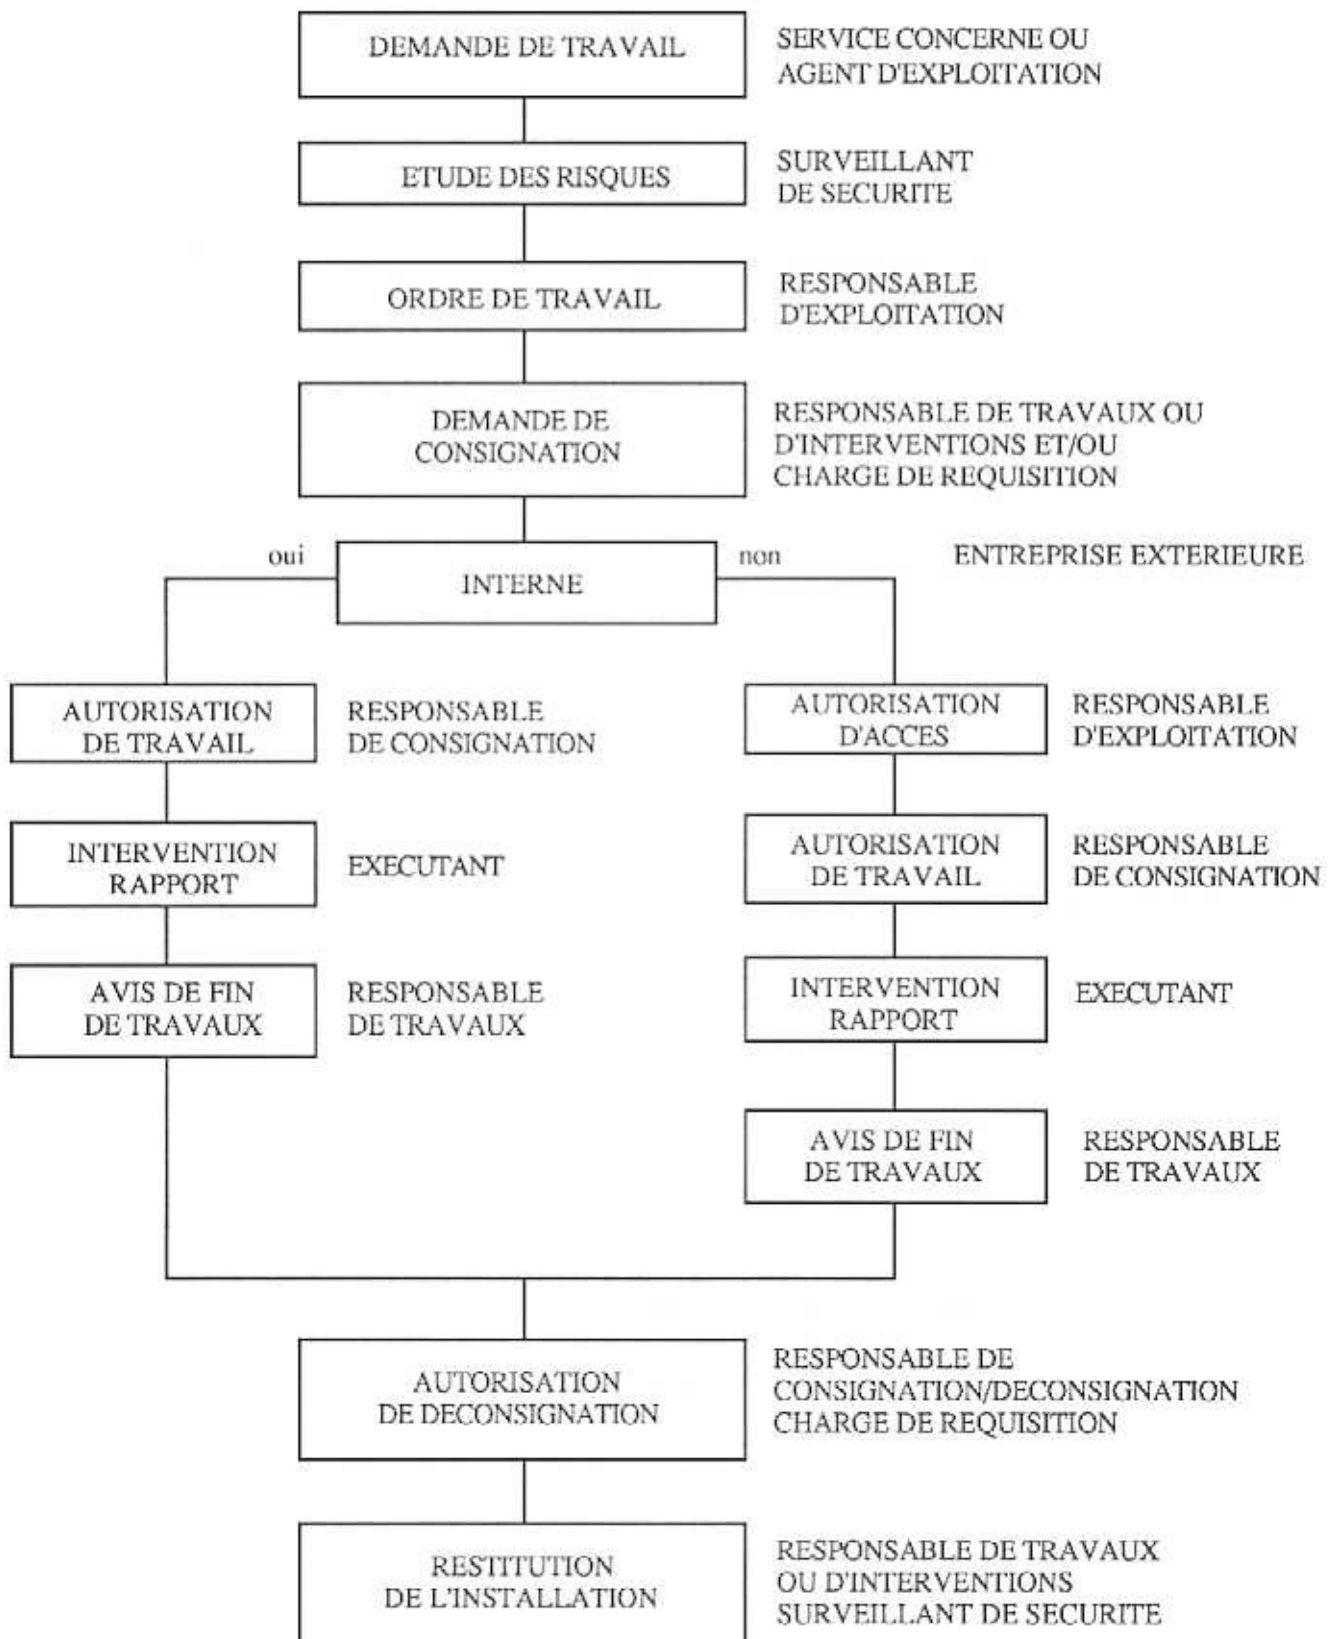 DEMANDE DE TRAVAIL
SERVICE CONCERNE OU
AGENT D'EXPLOITATION
ETUDE DES RISQUES
SURVEILLANT
DE SECURITE
ORDRE DE TRAVAIL
RESPONSABLE
D'EXPLOITATION
DEMANDE DE
CONSIGNATION
RESPONSABLE DE TRAVAUX OU
D'INTERVENTIONS ET/OU
CHARGE DE REQUISITION
oui
INTERNE
non
ENTREPRISE EXTERIEURE
AUTORISATION
DE TRAVAIL
RESPONSABLE
DE CONSIGNATION
INTERVENTION
RAPPORT
EXECUTANT
AVIS DE FIN
DE TRAVAUX
RESPONSABLE
DE TRAVAUX
AUTORISATION
D'ACCES
RESPONSABLE
D'EXPLOITATION
AUTORISATION
DE TRAVAIL
RESPONSABLE
DE CONSIGNATION
INTERVENTION
RAPPORT
EXECUTANT
AVIS DE FIN
DE TRAVAUX
RESPONSABLE
DE TRAVAUX
AUTORISATION
DE DECONSIGNATION
RESPONSABLE DE
CONSIGNATION/DECONSIGNATION
CHARGE DE REQUISITION
RESTITUTION
DE L'INSTALLATION
RESPONSABLE DE TRAVAUX
OU D'INTERVENTIONS
SURVEILLANT DE SECURITE